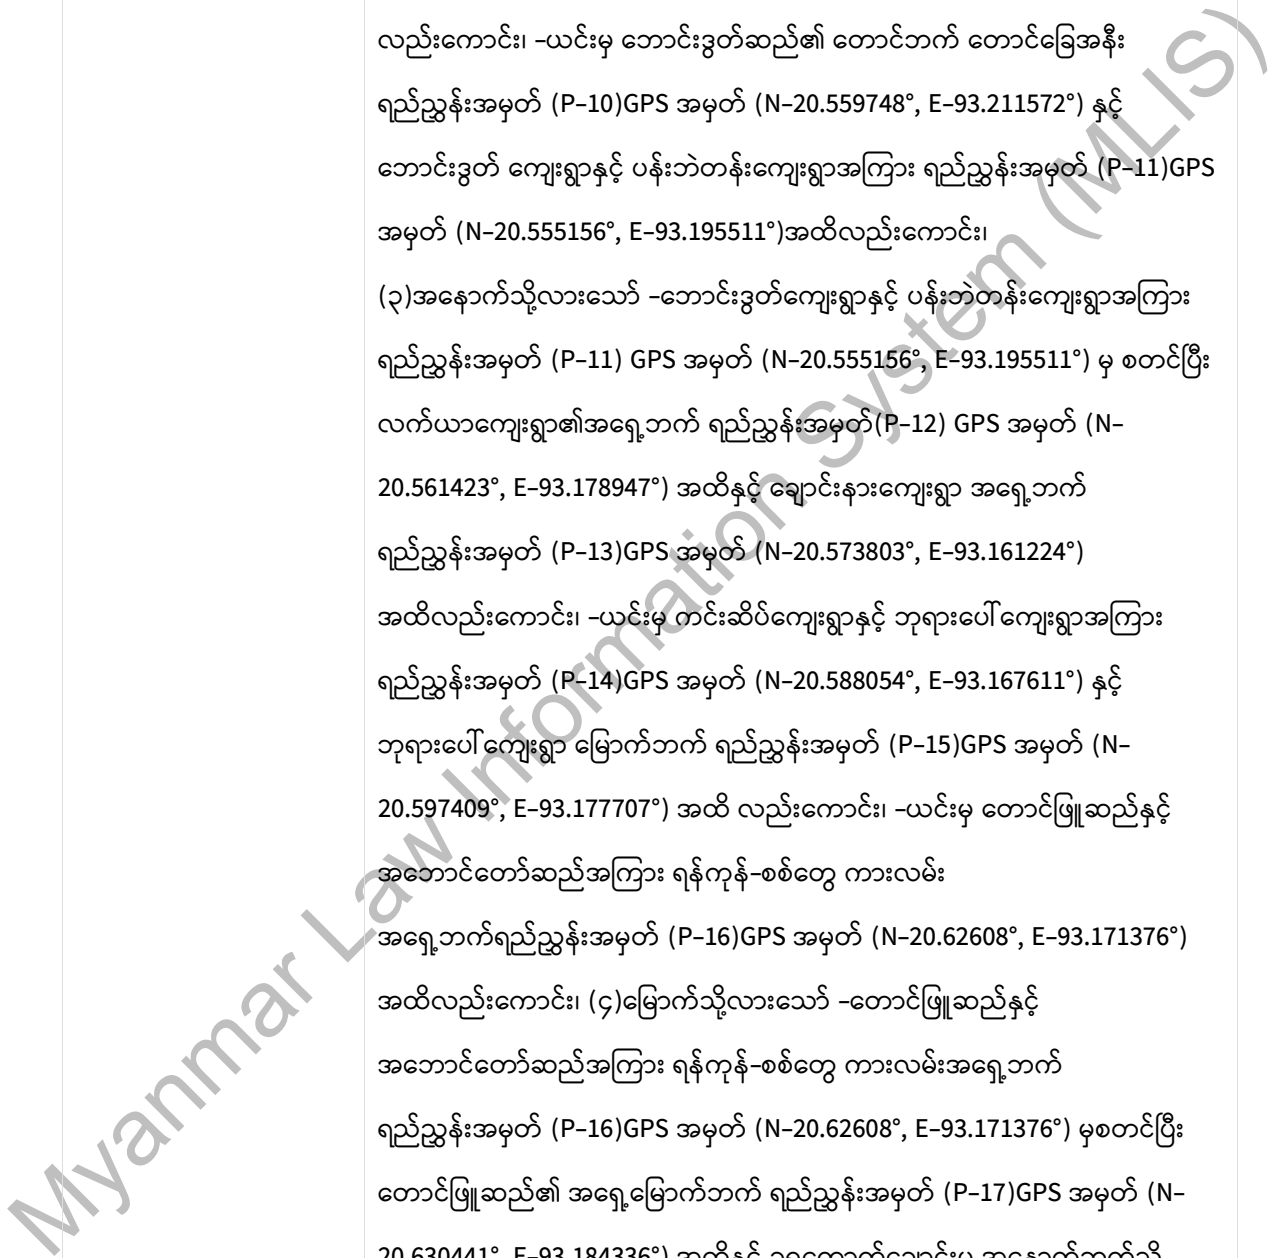 လည်းကောင်း၊ –ယင်းမှ ဘောင်းဒွတ်ဆည်၏ တောင်ဘက် တောင်ခြေအနီး
ရည်ညွှန်းအမှတ် (P–10)GPS အမှတ် (N–20.559748°, E–93.211572°) နှင့်
ဘောင်းဒွတ် ကျေးရွာနှင့် ပန်းဘဲတန်းကျေးရွာအကြား ရည်ညွှန်းအမှတ် (P–11)GPS
အမှတ် (N–20.555156°, E–93.195511°)အထိလည်းကောင်း၊
(၃)အနောက်သို့လားသော် –ဘောင်းဒွတ်ကျေးရွာနှင့် ပန်းဘဲတန်းကျေးရွာအကြား
ရည်ညွှန်းအမှတ် (P–11) GPS အမှတ် (N–20.555156°, E–93.195511°) မှ စတင်ပြီး
လက်ယာကျေးရွာ၏အရှေ့ဘက် ရည်ညွှန်းအမှတ်(P–12) GPS အမှတ် (N–
20.561423°, E–93.178947°) အထိနှင့် ချောင်းနားကျေးရွာ အရှေ့ဘက်
ရည်ညွှန်းအမှတ် (P–13)GPS အမှတ် (N–20.573803°, E–93.161224°)
အထိလည်းကောင်း၊ –ယင်းမှ ကင်းဆိပ်ကျေးရွာနှင့် ဘုရားပေါ်ကျေးရွာအကြား
ရည်ညွှန်းအမှတ် (P–14)GPS အမှတ် (N–20.588054°, E–93.167611°) နှင့်
ဘုရားပေါ်ကျေးရွာ မြောက်ဘက် ရည်ညွှန်းအမှတ် (P–15)GPS အမှတ် (N–
20.597409°, E–93.177707°) အထိ လည်းကောင်း၊ –ယင်းမှ တောင်ဖြူဆည်နှင့်
အဘောင်တော်ဆည်အကြား ရန်ကုန်–စစ်တွေ ကားလမ်း
အရှေ့ဘက်ရည်ညွှန်းအမှတ် (P–16)GPS အမှတ် (N–20.62608°, E–93.171376°)
အထိလည်းကောင်း၊ (၄)မြောက်သို့လားသော် –တောင်ဖြူဆည်နှင့်
အဘောင်တော်ဆည်အကြား ရန်ကုန်–စစ်တွေ ကားလမ်းအရှေ့ဘက်
ရည်ညွှန်းအမှတ် (P–16)GPS အမှတ် (N–20.62608°, E–93.171376°) မှစတင်ပြီး
တောင်ဖြူဆည်၏ အရှေ့မြောက်ဘက် ရည်ညွှန်းအမှတ် (P–17)GPS အမှတ် (N–
20.630441°, E–93.184336°) အထိနှင့်
Myanmar Law Information System (MLIS)